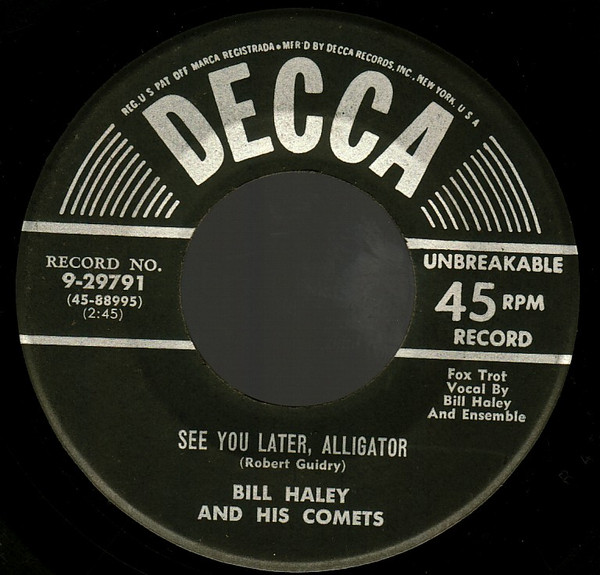 REG. U S PAT OFF MARCA REGISTRADA • MFR'D BY DECCA RECORDS, INC., NEW YORK, U S A
DECCA
RECORD NO.
9-29791
(45-88995)
(2:45)
UNBREAKABLE
45 RPM
RECORD
Fox Trot
Vocal By
Bill Haley
And Ensemble
SEE YOU LATER, ALLIGATOR
(Robert Guidry)
BILL HALEY
AND HIS COMETS